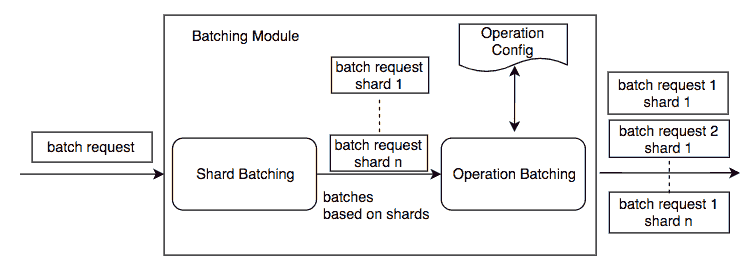 Batching Module
Operation
Config
batch request
shard 1
batch request 1
shard 1
batch request
batch request
shard n
batch request 2
shard 1
Shard Batching
Operation Batching
batches
based on shards
batch request 1
shard n